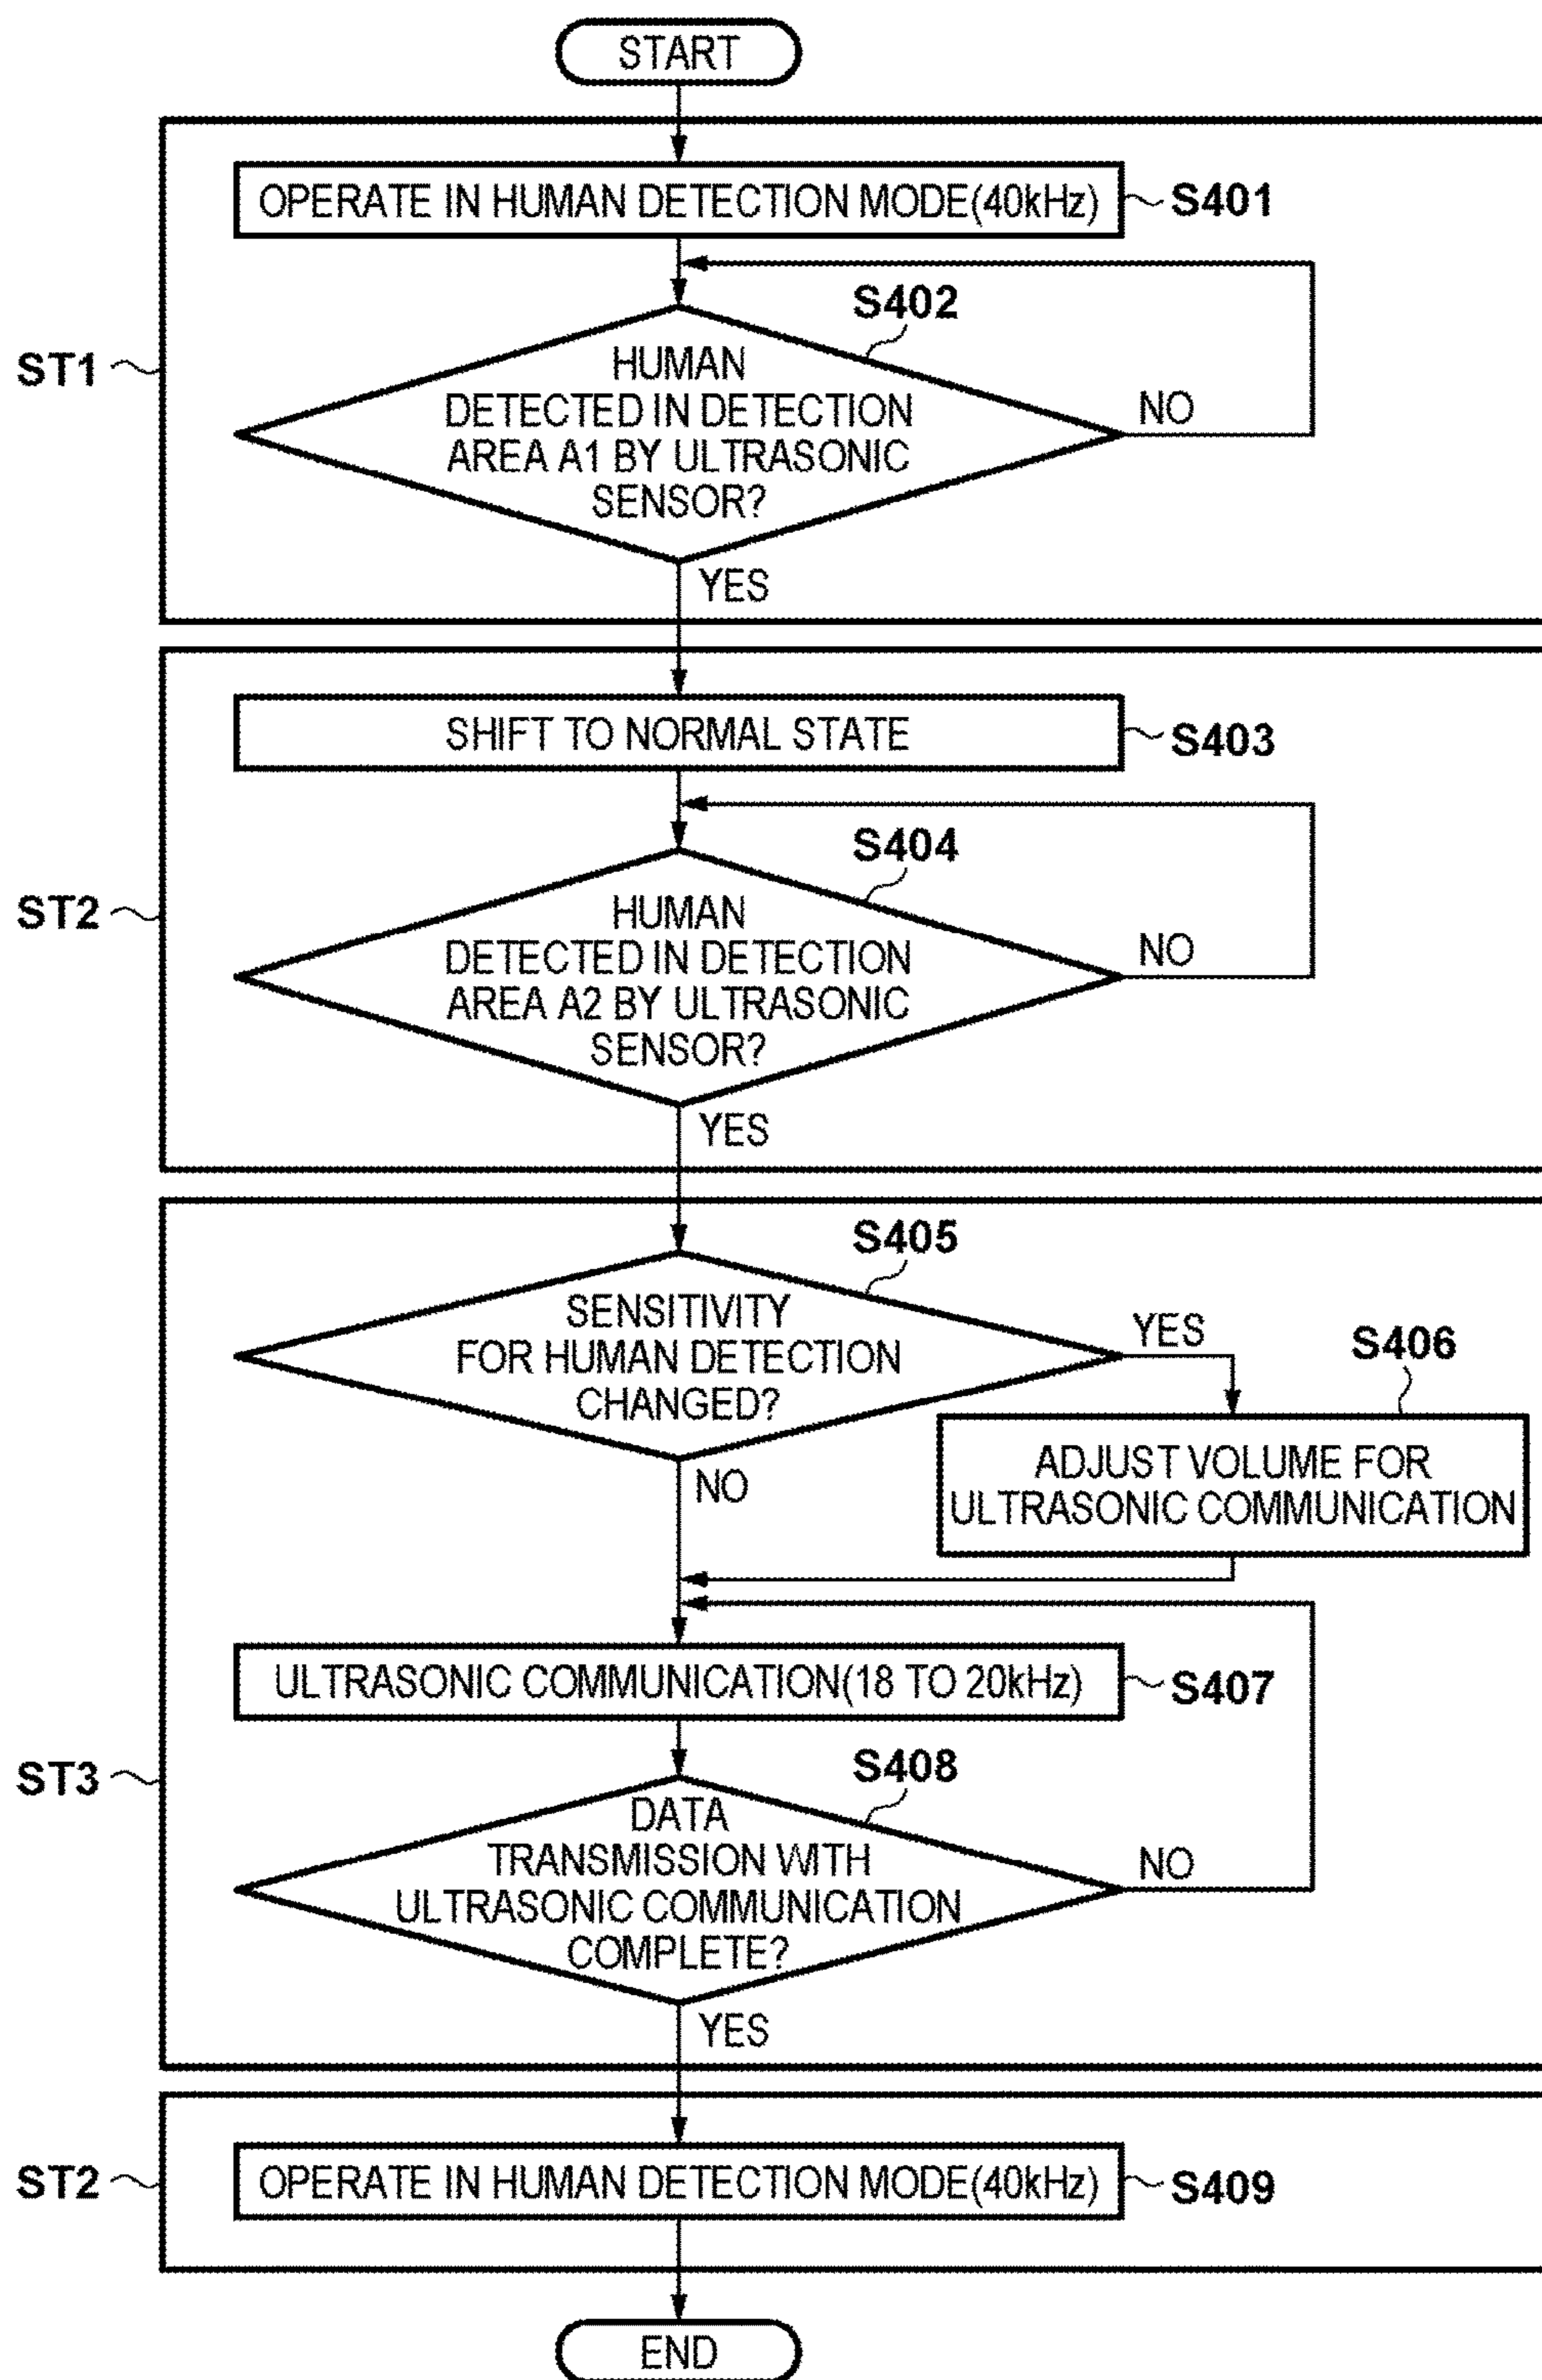 START
OPERATE IN HUMAN DETECTION MODE(40kHz)
S401
S402
ST1
HUMAN
DETECTED IN DETECTION
AREA A1 BY ULTRASONIC
SENSOR?
NO
YES
SHIFT TO NORMAL STATE
S403
S404
ST2
HUMAN
DETECTED IN DETECTION
AREA A2 BY ULTRASONIC
SENSOR?
NO
YES
S405
SENSITIVITY
FOR HUMAN DETECTION
CHANGED?
YES
S406
NO
ADJUST VOLUME FOR
ULTRASONIC COMMUNICATION
ULTRASONIC COMMUNICATION(18 TO 20kHz)
S407
ST3
S408
DATA
TRANSMISSION WITH
ULTRASONIC COMMUNICATION
COMPLETE?
NO
YES
ST2
OPERATE IN HUMAN DETECTION MODE(40kHz)
S409
END